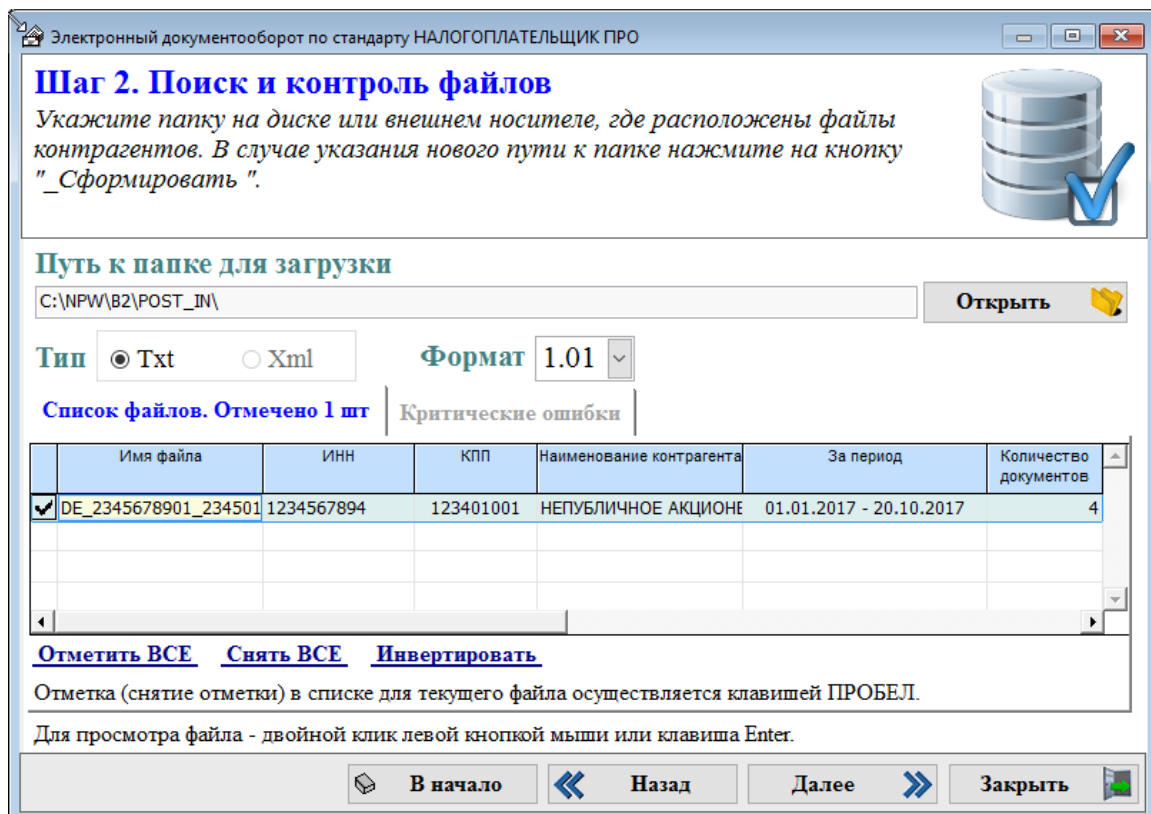 Электронный документооборот по стандарту НАЛОГОПЛАТЕЛЬЩИК ПРО
Шаг 2. Поиск и контроль файлов
Укажите папку на диске или внешнем носителе, где расположены файлы
контрагентов. В случае указания нового пути к папке нажмите на кнопку
"_Сформировать ".
Путь к папке для загрузки
C:\NPW\B2\POST_IN\ Открыть
Тип Txt Xml Формат 1.01
Список файлов. Отмечено 1 шт Критические ошибки
Имя файла ИНН КПП Наименование контрагента За период Количество
документов
DE_2345678901_234501 1234567894 123401001 НЕПУБЛИЧНОЕ АКЦИОНЕ 01.01.2017 - 20.10.2017 4
Отметить ВСЕ Снять ВСЕ Инвертировать
Отметка (снятие отметки) в списке для текущего файла осуществляется клавишей ПРОБЕЛ.
Для просмотра файла - двойной клик левой кнопкой мыши или клавиша Enter.
В начало Назад Далее Закрыть